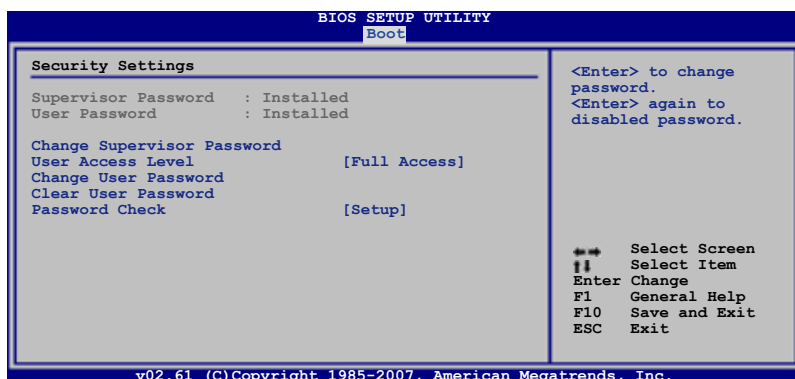 BIOS SETUP UTILITY
Boot
Security Settings
Supervisor Password : Installed
User Password : Installed
Change Supervisor Password
User Access Level [Full Access]
Change User Password
Clear User Password
Password Check [Setup]
<Enter> to change
password.
<Enter> again to
disabled password.
Select Screen
Select Item
Enter Change
F1 General Help
F10 Save and Exit
ESC Exit
v02.61 (C)Copyright 1985-2007, American Megatrends, Inc.